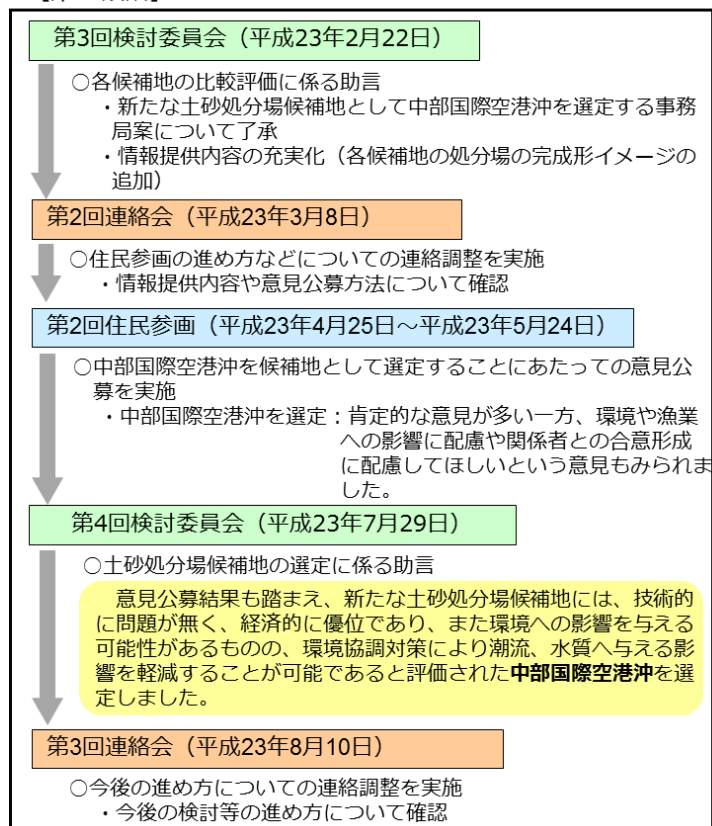 第3回検討委員会（平成23年2月22日）
○各候補地の比較評価に係る助言
・新たな土砂処分場候補地として中部国際空港沖を選定する事務
局案について了承
・情報提供内容の充実化（各候補地の処分場の完成形イメージの
追加）
第2回連絡会（平成23年3月8日）
○住民参画の進め方などについての連絡調整を実施
・情報提供内容や意見公募方法について確認
第2回住民参画（平成23年4月25日～平成23年5月24日）
○中部国際空港沖を候補地として選定することにあたっての意見公
募を実施
・中部国際空港沖を選定：肯定的な意見が多い一方、環境や漁業
への影響に配慮や関係者との合意形成
に配慮してほしいという意見もみられま
した。
第4回検討委員会（平成23年7月29日）
○土砂処分場候補地の選定に係る助言
意見公募結果も踏まえ、新たな土砂処分場候補地には、技術的
に問題が無く、経済的に優位であり、また環境への影響を与える
可能性があるものの、環境協調対策により潮流、水質へ与える影
響を軽減することが可能であると評価された中部国際空港沖を選
定しました。
第3回連絡会（平成23年8月10日）
○今後の進め方についての連絡調整を実施
・今後の検討等の進め方について確認